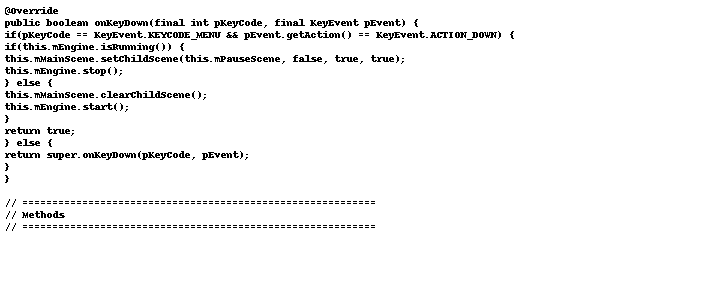 @Override
public boolean onKeyDown(final int pKeyCode, final KeyEvent pEvent) {
if(pKeyCode == KeyEvent.KEYCODE_MENU && pEvent.getAction() == KeyEvent.ACTION_DOWN) {
if(this.mEngine.isRunning()) {
this.mMainScene.setChildScene(this.mPauseScene, false, true, true);
this.mEngine.stop();
} else {
this.mMainScene.clearChildScene();
this.mEngine.start();
}
return true;
} else {
return super.onKeyDown(pKeyCode, pEvent);
}
}
// ===========================================================
// Methods
// ===========================================================